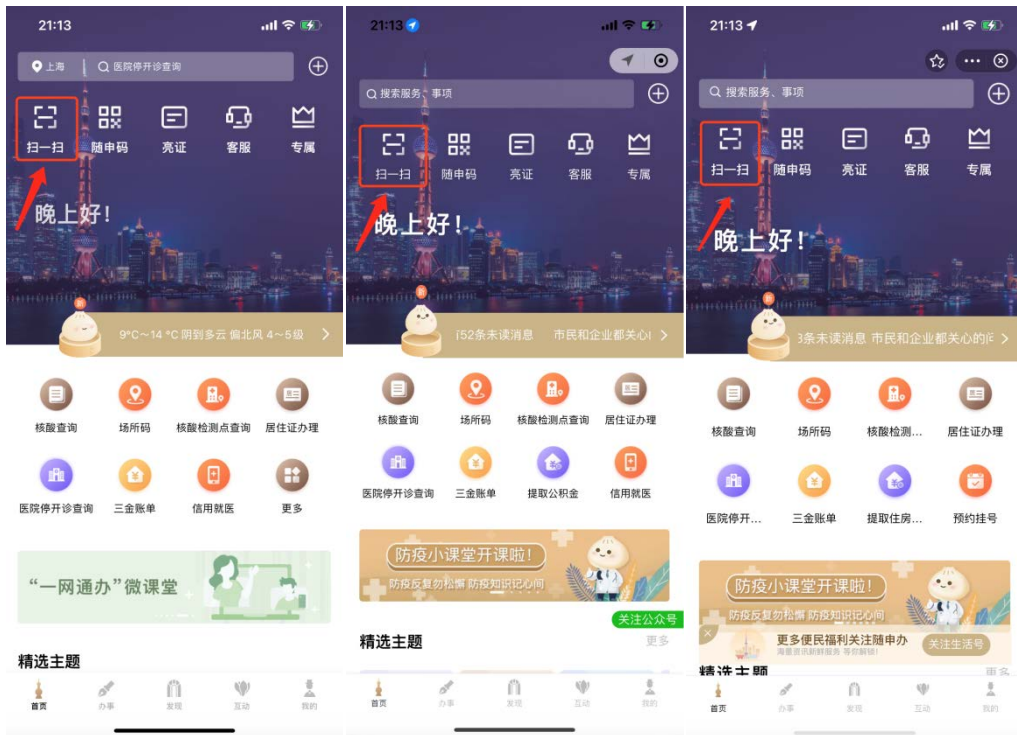 21:13
上海
医院停开诊查询
扫一扫
随申码
亮证
客服
专属
晚上好!
新
9°C～14 °C 阴到多云 偏北风 4～5级
核酸查询
场所码
核酸检测点查询
居住证办理
医院停开诊查询
三金账单
信用就医
更多
“一网通办”微课堂
精选主题
首页
办事
发现
互动
我的
21:13
搜索服务、事项
扫一扫
随申码
亮证
客服
专属
晚上好!
新
52条未读消息 市民和企业都关心
核酸查询
场所码
核酸检测点查询
居住证办理
医院停开诊查询
三金账单
提取公积金
信用就医
防疫小课堂开课啦!
防疫反复勿松懈 防疫知识记心间
关注公众号
精选主题
更多
首页
办事
发现
互动
我的
21:13
搜索服务、事项
扫一扫
随申码
亮证
客服
专属
晚上好!
新
条未读消息 市民和企业都关心的问
核酸查询
场所码
核酸检测...
居住证办理
医院停开...
三金账单
提取住房...
预约挂号
防疫小课堂开课啦!
防疫反复勿松懈 防疫知识记心间
更多便民福利关注随申办
海量资讯新鲜服务 等你解锁!
关注生活号
精选主题
更多
首页
办事
发现
互动
我的